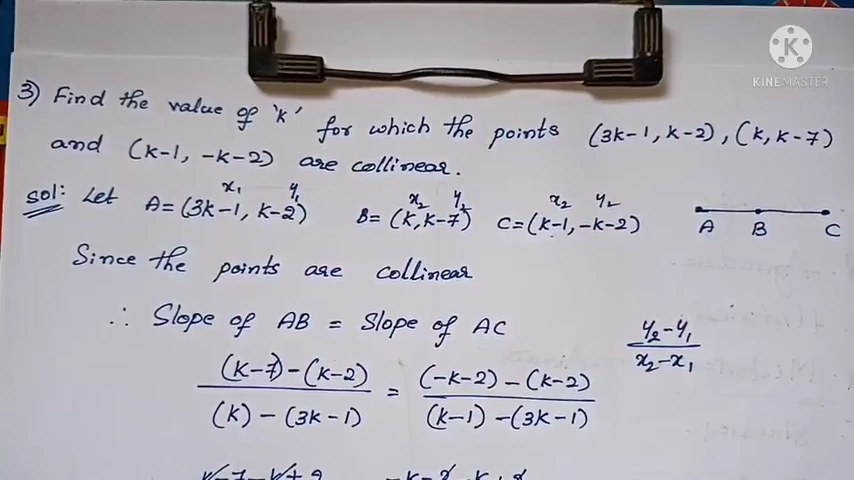 K
KINEMASTER
3) Find the value of 'k' for which the points (3k-1, k-2), (k, k-7)
and (k-1, -k-2) are collinear.
x₁ y₁ x₂ y₂ x₂ y₂
Sol: Let A=(3k-1, k-2) B=(k, k-7) C=(k-1, -k-2)
A B C
Since the points are collinear
∴ Slope of AB = Slope of AC
(k-7)-(k-2) / (k)-(3k-1) = (-k-2)-(k-2) / (k-1)-(3k-1)
y₂-y₁ / x₂-x₁